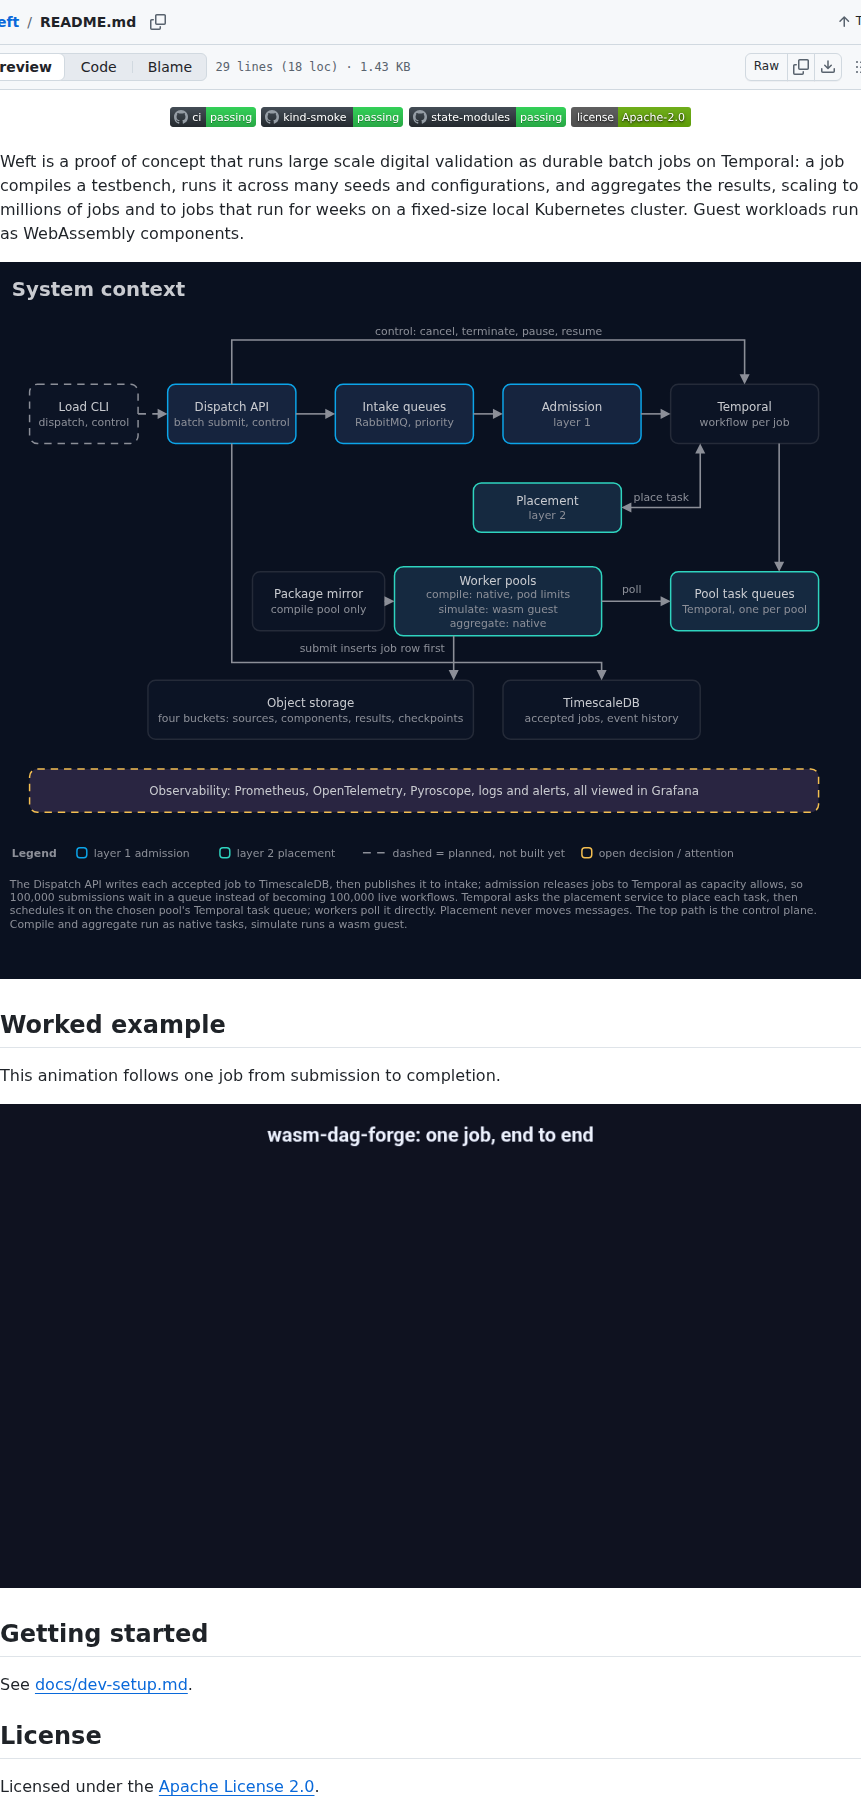 eft / README.md
review Code Blame 29 lines (18 loc) · 1.43 KB Raw
ci passing kind-smoke passing state-modules passing license Apache-2.0
Weft is a proof of concept that runs large scale digital validation as durable batch jobs on Temporal: a job
compiles a testbench, runs it across many seeds and configurations, and aggregates the results, scaling to
millions of jobs and to jobs that run for weeks on a fixed-size local Kubernetes cluster. Guest workloads run
as WebAssembly components.
System context
control: cancel, terminate, pause, resume
Load CLI
dispatch, control
Dispatch API
batch submit, control
Intake queues
RabbitMQ, priority
Admission
layer 1
Temporal
workflow per job
Placement
layer 2
place task
Package mirror
compile pool only
Worker pools
compile: native, pod limits
simulate: wasm guest
aggregate: native
poll
Pool task queues
Temporal, one per pool
submit inserts job row first
Object storage
four buckets: sources, components, results, checkpoints
TimescaleDB
accepted jobs, event history
Observability: Prometheus, OpenTelemetry, Pyroscope, logs and alerts, all viewed in Grafana
Legend layer 1 admission layer 2 placement dashed = planned, not built yet open decision / attention
The Dispatch API writes each accepted job to TimescaleDB, then publishes it to intake; admission releases jobs to Temporal as capacity allows, so
100,000 submissions wait in a queue instead of becoming 100,000 live workflows. Temporal asks the placement service to place each task, then
schedules it on the chosen pool's Temporal task queue; workers poll it directly. Placement never moves messages. The top path is the control plane.
Compile and aggregate run as native tasks, simulate runs a wasm guest.
Worked example
This animation follows one job from submission to completion.
wasm-dag-forge: one job, end to end
Getting started
See docs/dev-setup.md.
License
Licensed under the Apache License 2.0.